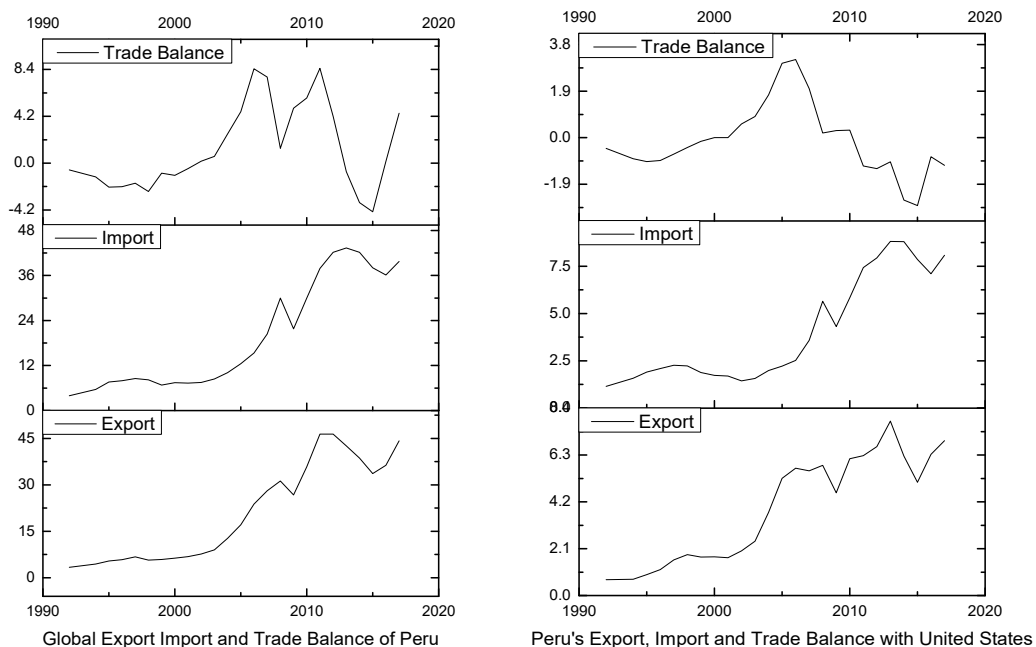 1990 2000 2010 2020
Trade Balance
8.4
4.2
0.0
-4.2
Import
48
36
24
12
0
Export
45
30
15
0
1990 2000 2010 2020
Global Export Import and Trade Balance of Peru
1990 2000 2010 2020
Trade Balance
3.8
1.9
0.0
-1.9
Import
7.5
5.0
2.5
0.0
8.4
Export
6.3
4.2
2.1
0.0
1990 2000 2010 2020
Peru's Export, Import and Trade Balance with United States